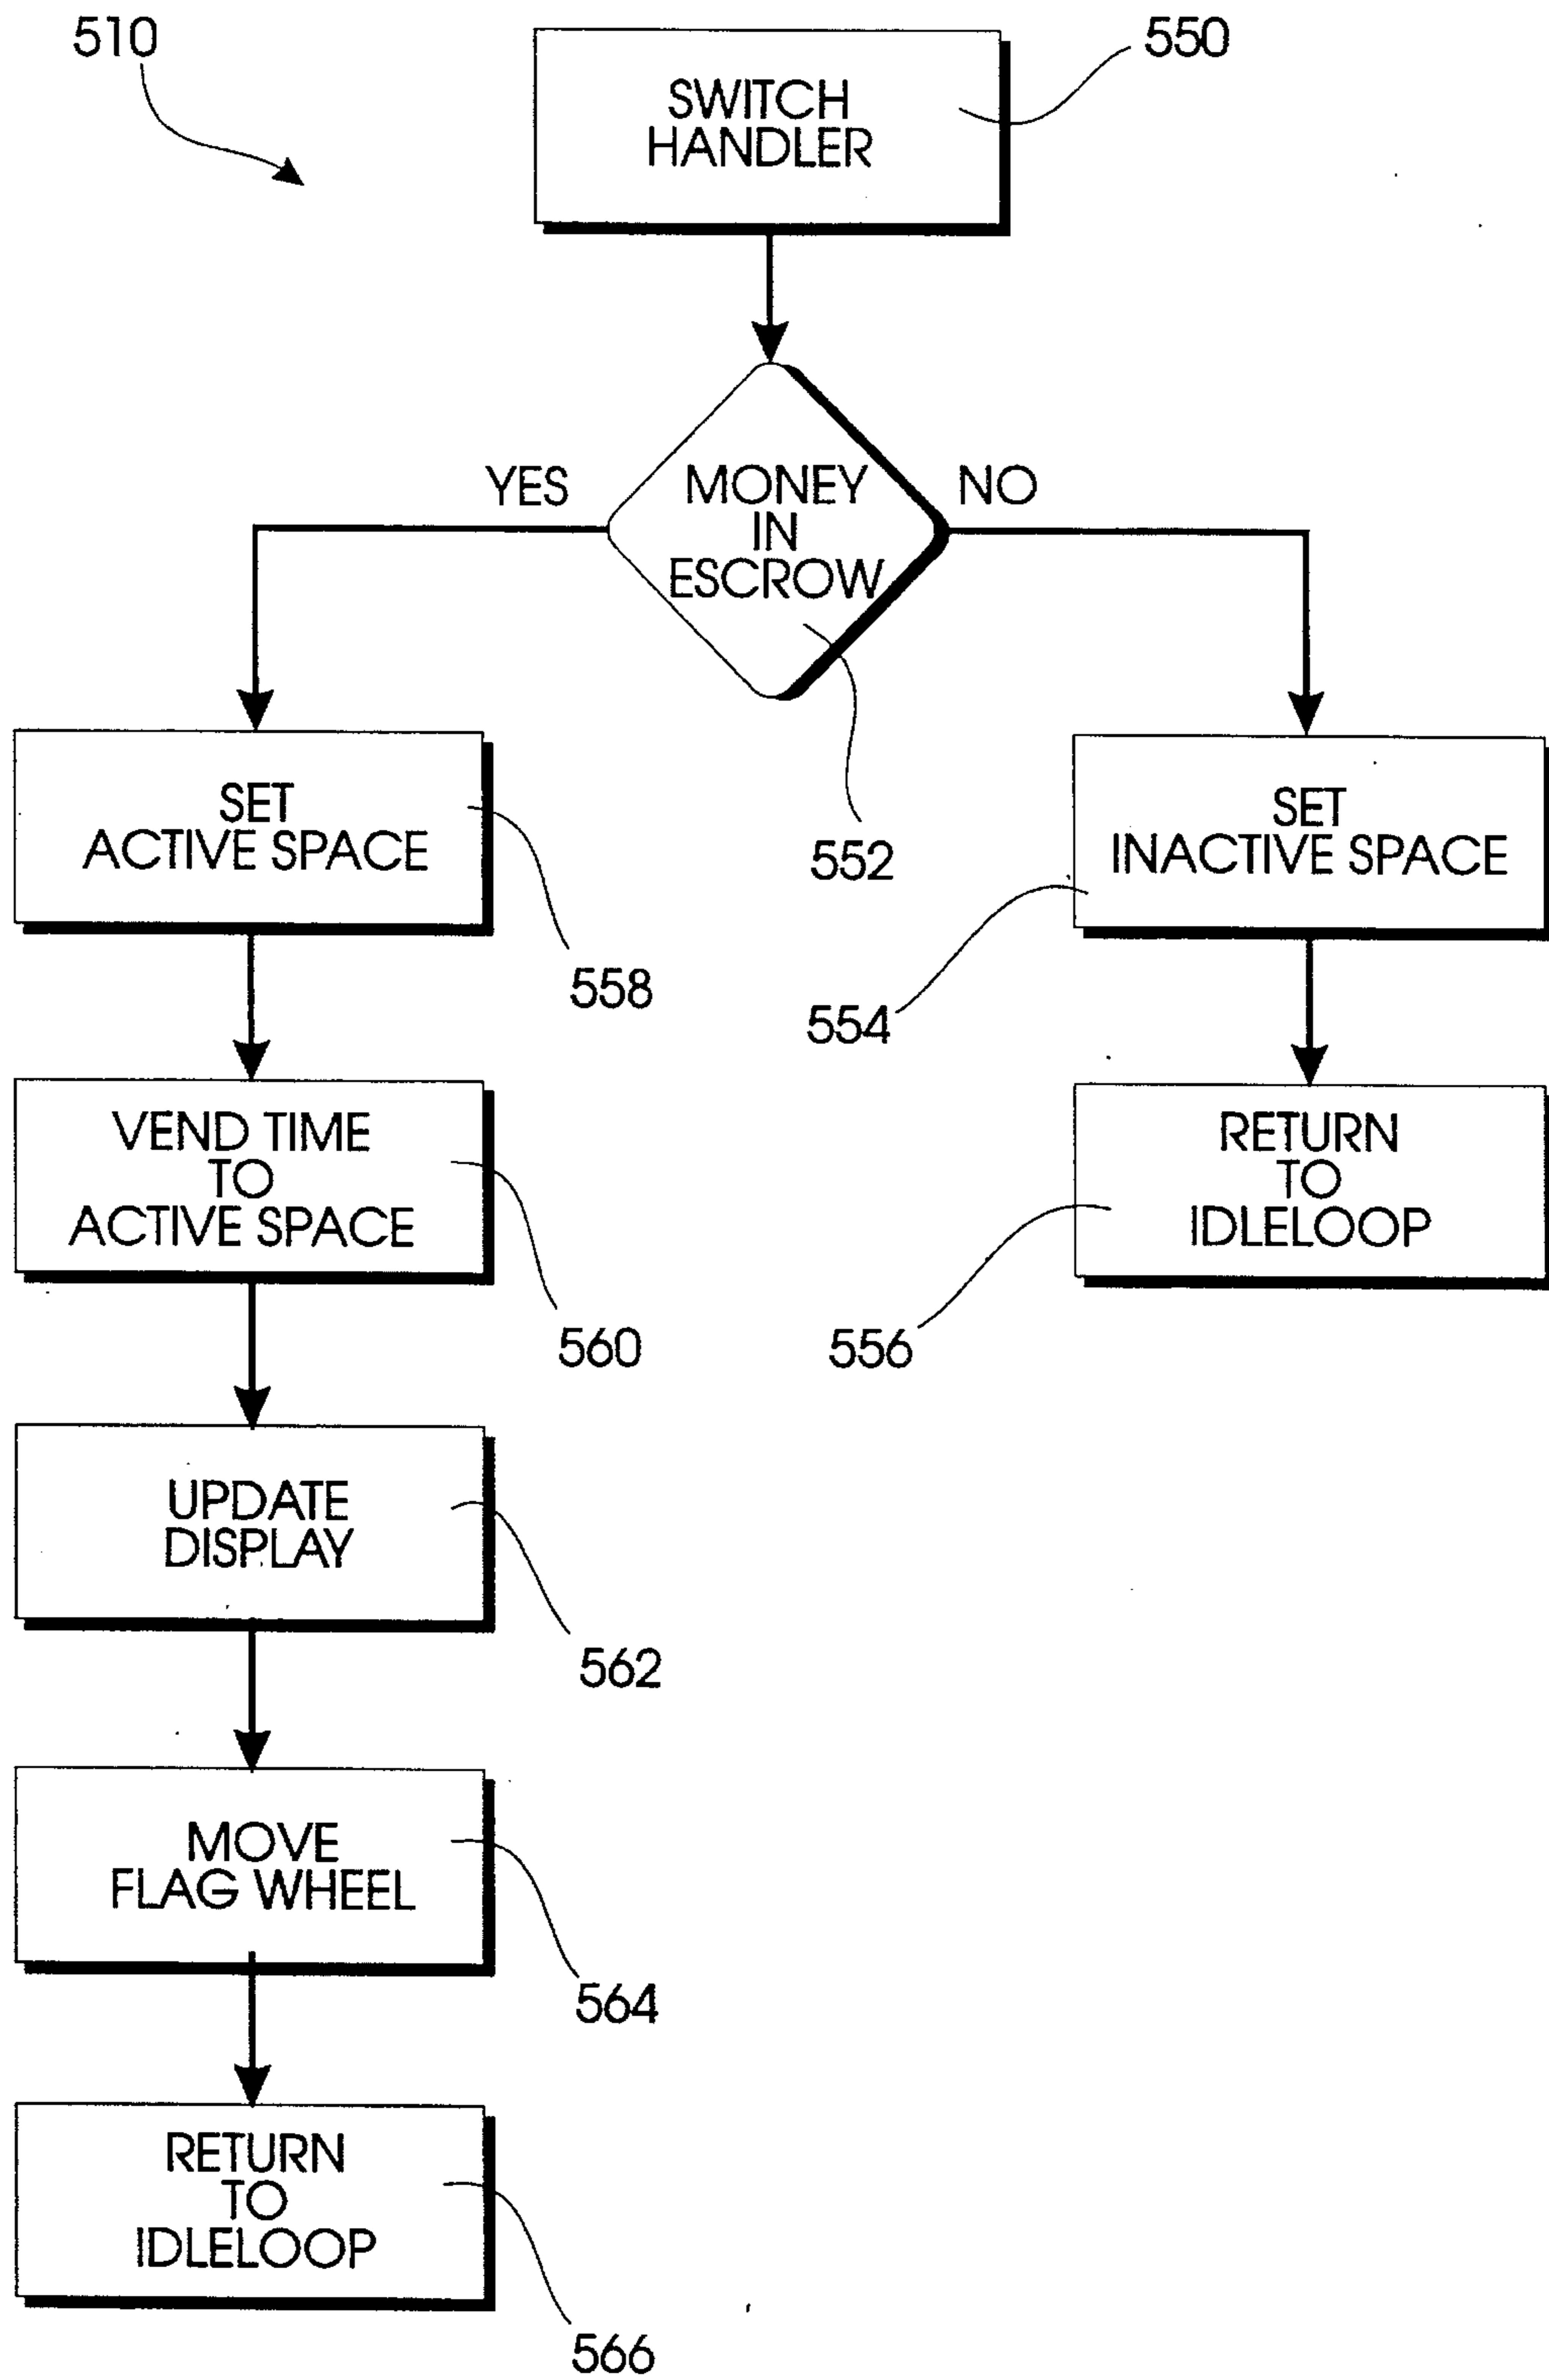 510
550
SWITCH
HANDLER
YES
MONEY
IN
ESCROW
NO
552
SET
ACTIVE SPACE
558
SET
INACTIVE SPACE
554
VEND TIME
TO
ACTIVE SPACE
560
RETURN
TO
IDLELOOP
556
UPDATE
DISPLAY
562
MOVE
FLAG WHEEL
564
RETURN
TO
IDLELOOP
566